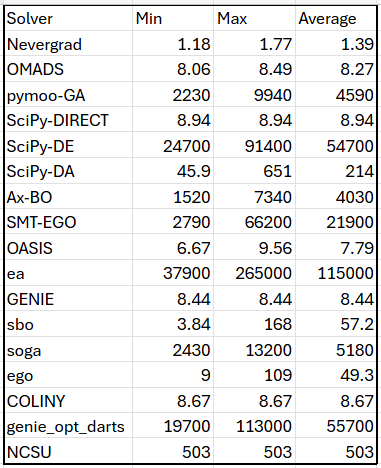 Solver Min Max Average
Nevergrad 1.18 1.77 1.39
OMADS 8.06 8.49 8.27
pymoo-GA 2230 9940 4590
SciPy-DIRECT 8.94 8.94 8.94
SciPy-DE 24700 91400 54700
SciPy-DA 45.9 651 214
Ax-BO 1520 7340 4030
SMT-EGO 2790 66200 21900
OASIS 6.67 9.56 7.79
ea 37900 265000 115000
GENIE 8.44 8.44 8.44
sbo 3.84 168 57.2
soga 2430 13200 5180
ego 9 109 49.3
COLINY 8.67 8.67 8.67
genie_opt_darts 19700 113000 55700
NCSU 503 503 503